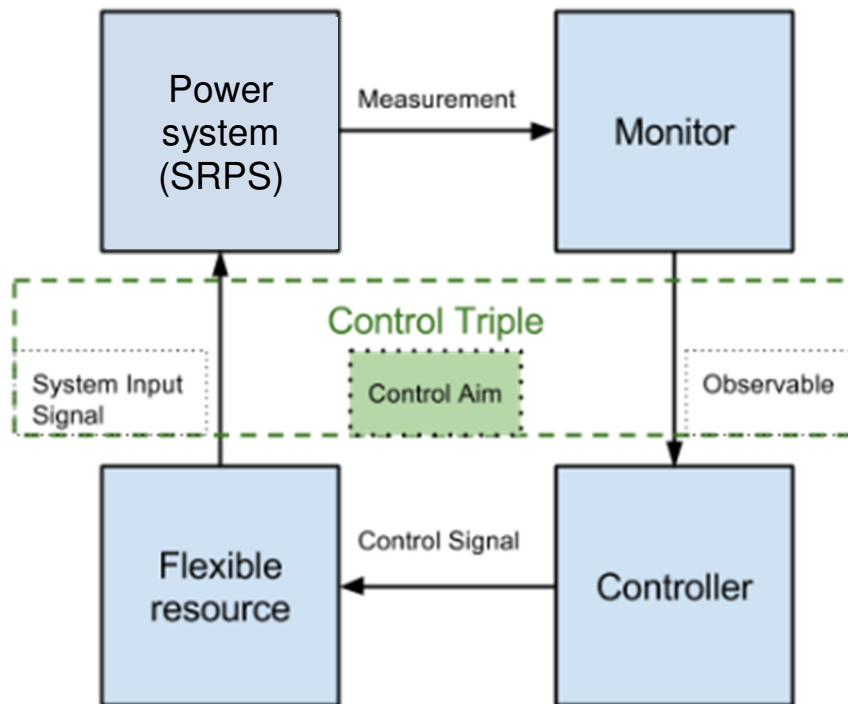 Power
system
(SRPS)
Measurement
Monitor
Control Triple
System Input
Signal
Control Aim
Observable
Flexible
resource
Control Signal
Controller